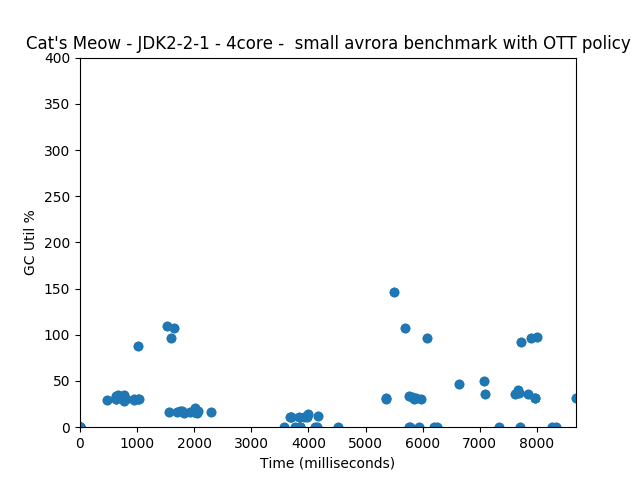 Cat's Meow - JDK2-2-1 - 4core -  small avrora benchmark with OTT policy
400
350
300
250
200
150
100
50
0
GC Util %
0 1000 2000 3000 4000 5000 6000 7000 8000
Time (milliseconds)